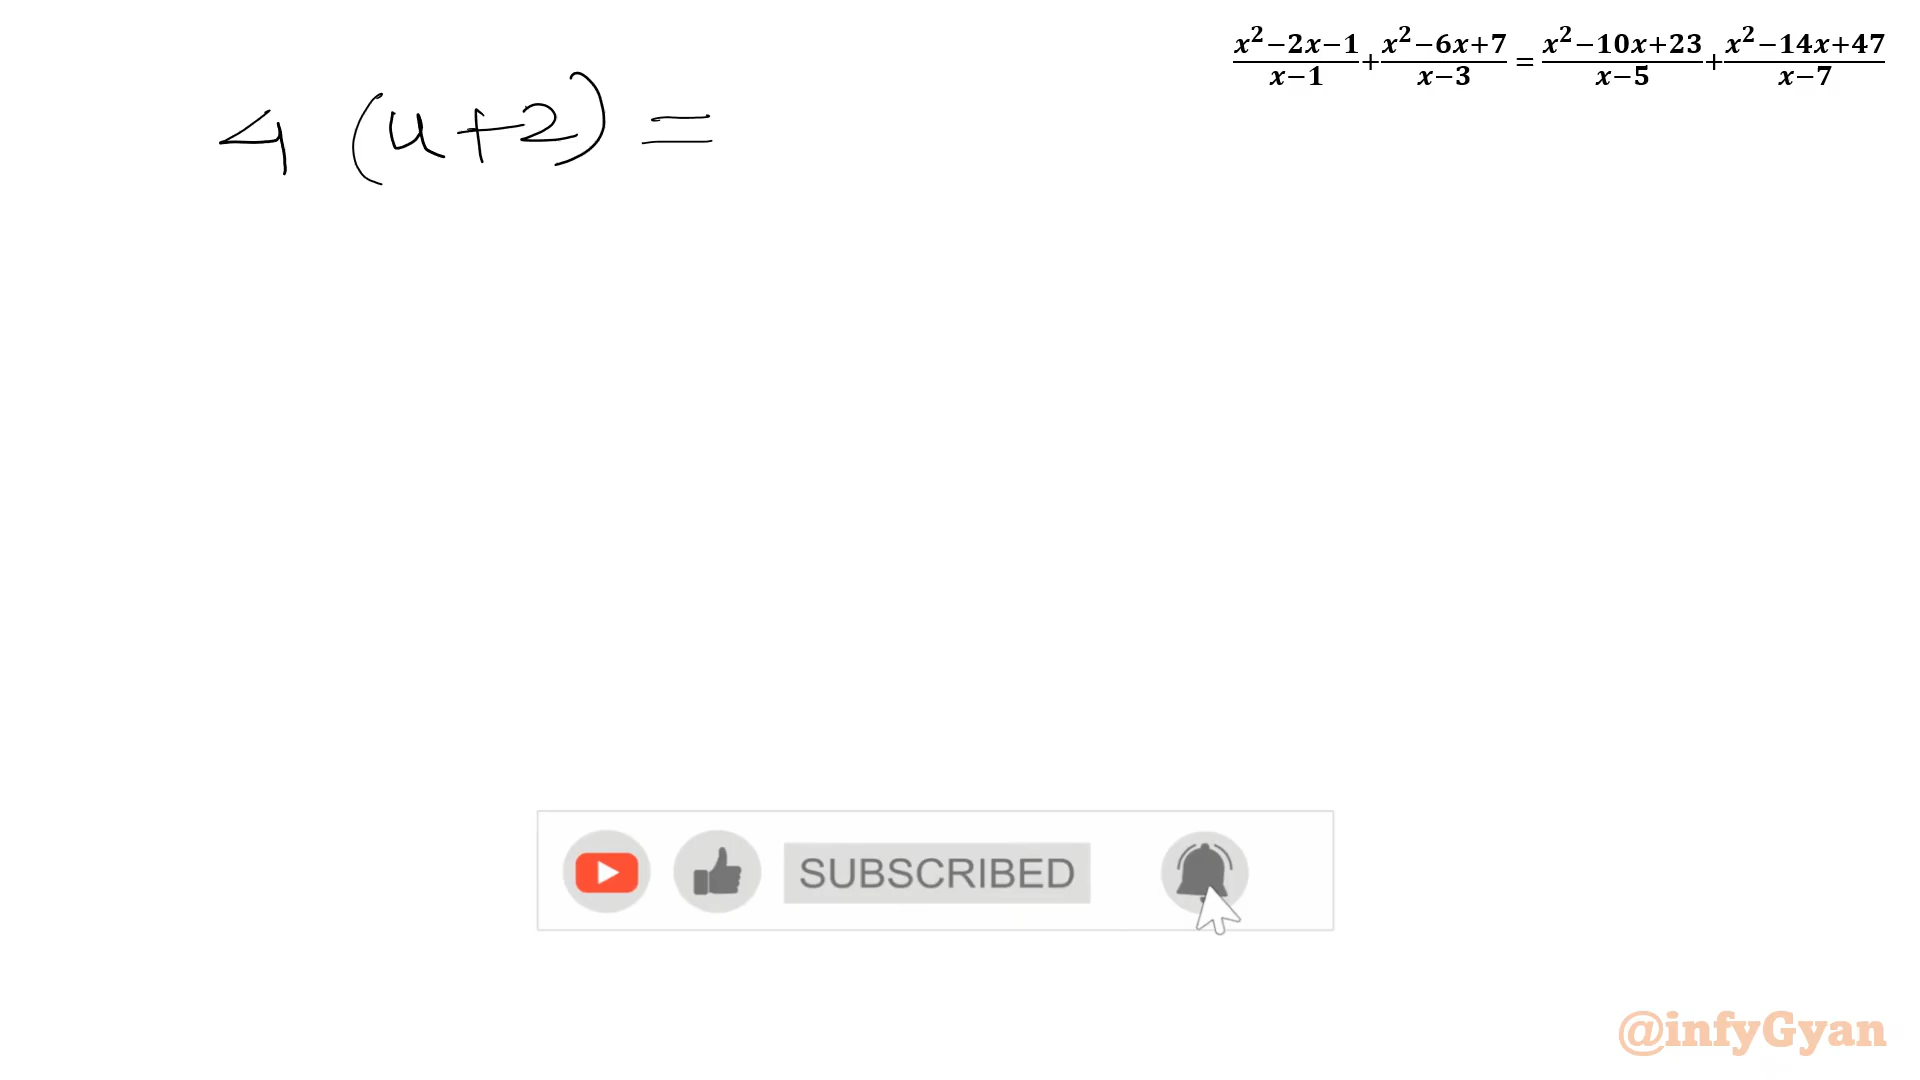 x²−2x−1/x−1 + x²−6x+7/x−3 = x²−10x+23/x−5 + x²−14x+47/x−7
4 (u+2) =
SUBSCRIBED
@infyGyan